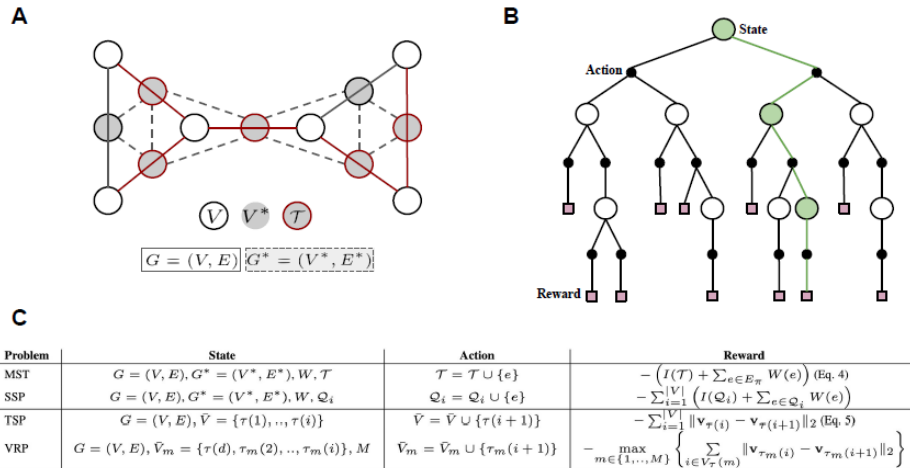 A
B
State
Action
V V* 𝒯
G = (V, E) G* = (V*, E*)
Reward
C
Problem State Action Reward
MST G = (V, E), G* = (V*, E*), W, 𝒯 𝒯 = 𝒯 ∪ {e} − (I(𝒯) + ∑_{e∈E_π} W(e)) (Eq. 4)
SSP G = (V, E), G* = (V*, E*), W, 𝒬_i 𝒬_i = 𝒬_i ∪ {e} − ∑_{i=1}^{|V|} (I(𝒬_i) + ∑_{e∈𝒬_i} W(e))
TSP G = (V, E), V̄ = {τ(1), .., τ(i)} V̄ = V̄ ∪ {τ(i+1)} − ∑_{i=1}^{|V|} ‖v_{τ̄(i)} − v_{τ̄(i+1)}‖₂ (Eq. 5)
VRP G = (V, E), V̄_m = {τ(d), τ_m(2), .., τ_m(i)}, M V̄_m = V̄_m ∪ {τ_m(i+1)} − max_{m∈{1,..,M}} { ∑_{i∈V_τ(m)} ‖v_{τ_m(i)} − v_{τ_m(i+1)}‖₂ }